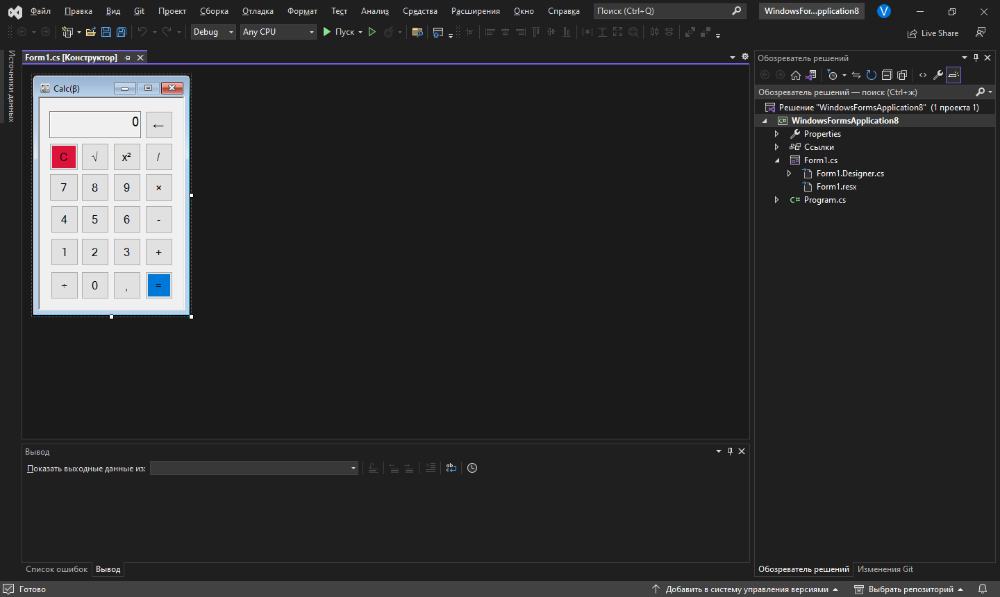 Файл Правка Вид Git Проект Сборка Отладка Формат Тест Анализ Средства Расширения Окно Справка Поиск (Ctrl+Q) WindowsFor...pplication8 V
Debug Any CPU Пуск Live Share
Источники данных
Form1.cs [Конструктор]
Calc(β)
0 ←
C √ x² /
7 8 9 ×
4 5 6 -
1 2 3 +
÷ 0 , =
Вывод
Показать выходные данные из:
Список ошибок Вывод
Обозреватель решений
Обозреватель решений — поиск (Ctrl+ж)
Решение "WindowsFormsApplication8" (1 проекта 1)
C# WindowsFormsApplication8
Properties
Ссылки
Form1.cs
Form1.Designer.cs
Form1.resx
C# Program.cs
Обозреватель решений Изменения Git
Готово Добавить в систему управления версиями Выбрать репозиторий